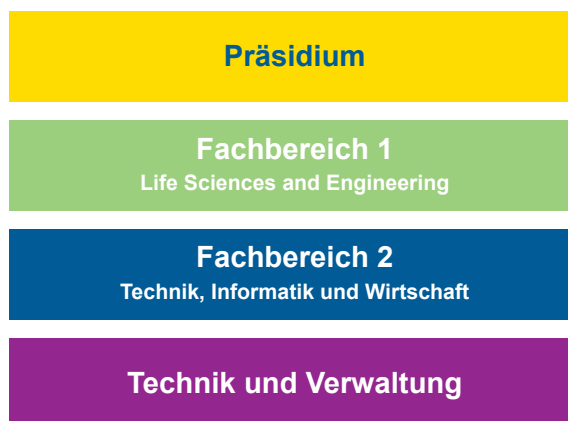 Präsidium
Fachbereich 1
Life Sciences and Engineering
Fachbereich 2
Technik, Informatik und Wirtschaft
Technik und Verwaltung